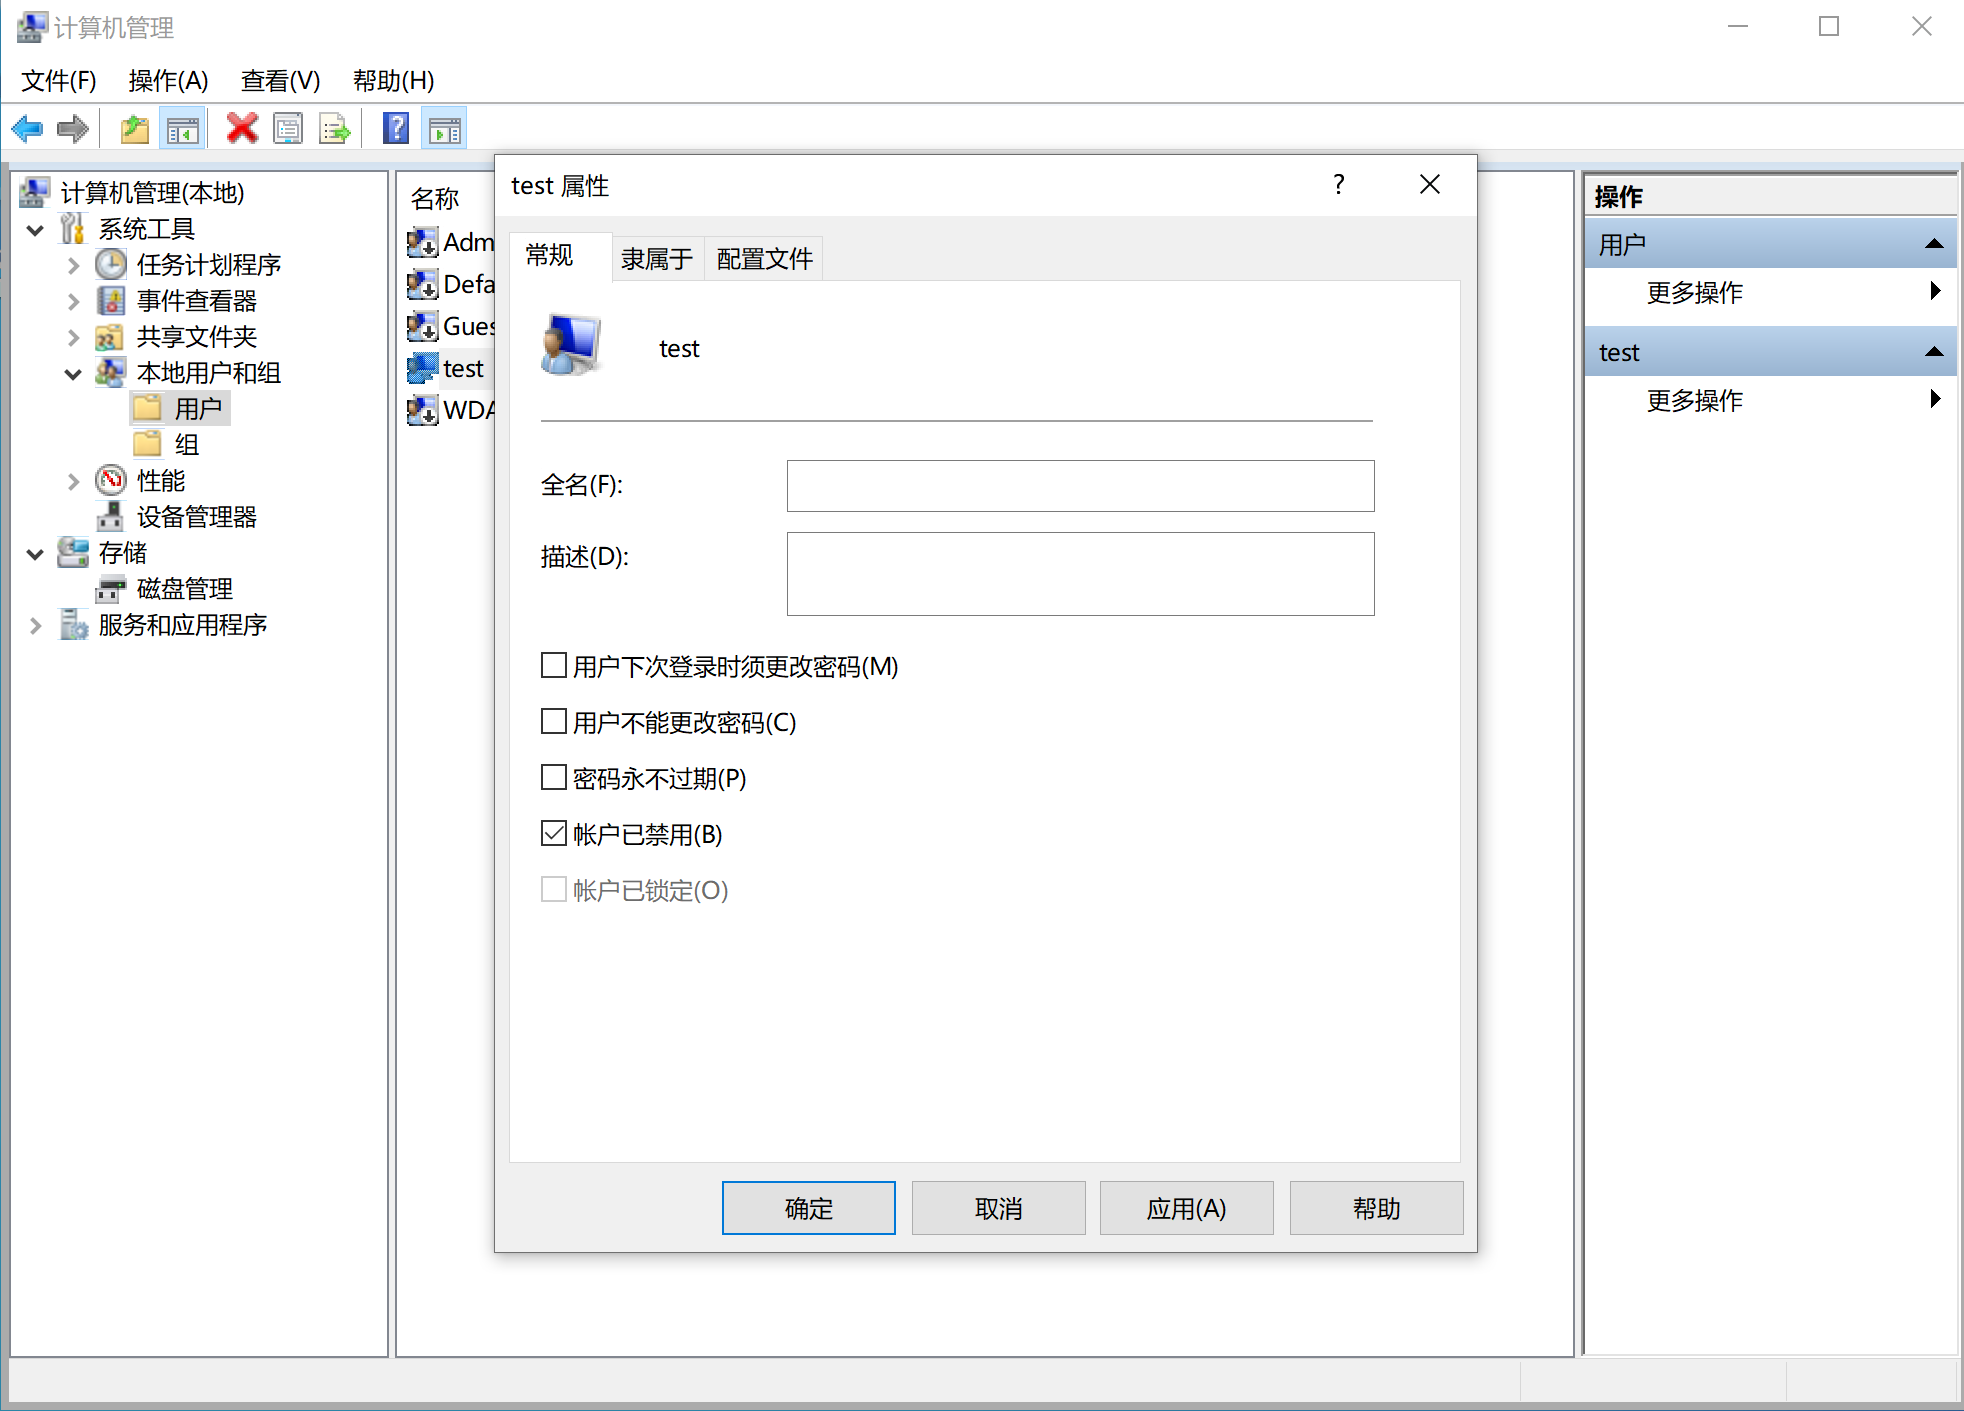 计算机管理
文件(F) 操作(A) 查看(V) 帮助(H)
计算机管理(本地)
系统工具
任务计划程序
事件查看器
共享文件夹
本地用户和组
用户
组
性能
设备管理器
存储
磁盘管理
服务和应用程序
名称
Adm
Defa
Gues
test
WDA
test 属性
常规 隶属于 配置文件
test
全名(F):
描述(D):
用户下次登录时须更改密码(M)
用户不能更改密码(C)
密码永不过期(P)
帐户已禁用(B)
帐户已锁定(O)
确定 取消 应用(A) 帮助
操作
用户
更多操作
test
更多操作